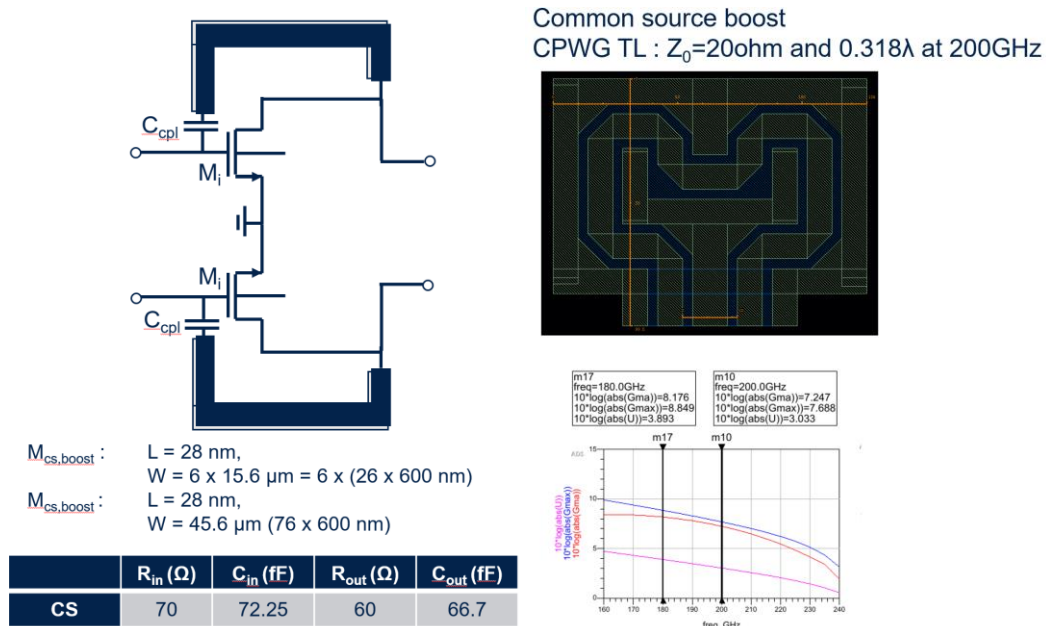 Common source boost
CPWG TL : Z0=20ohm and 0.318λ at 200GHz
Ccpl
Mi
Mi
Ccpl
Mcs,boost :
L = 28 nm,
W = 6 x 15.6 µm = 6 x (26 x 600 nm)
Mcs,boost :
L = 28 nm,
W = 45.6 µm (76 x 600 nm)
Rin (Ω) Cin (fF) Rout (Ω) Cout (fF)
CS 70 72.25 60 66.7
m17
freq=180.0GHz
10*log(abs(Gma))=8.176
10*log(abs(Gmax))=8.849
10*log(abs(U))=3.893
m10
freq=200.0GHz
10*log(abs(Gma))=7.247
10*log(abs(Gmax))=7.688
10*log(abs(U))=3.033
m17
m10
10*log(abs(U))
10*log(abs(Gmax))
10*log(abs(Gma))
15
10
5
0
160 170 180 190 200 210 220 230 240
freq, GHz